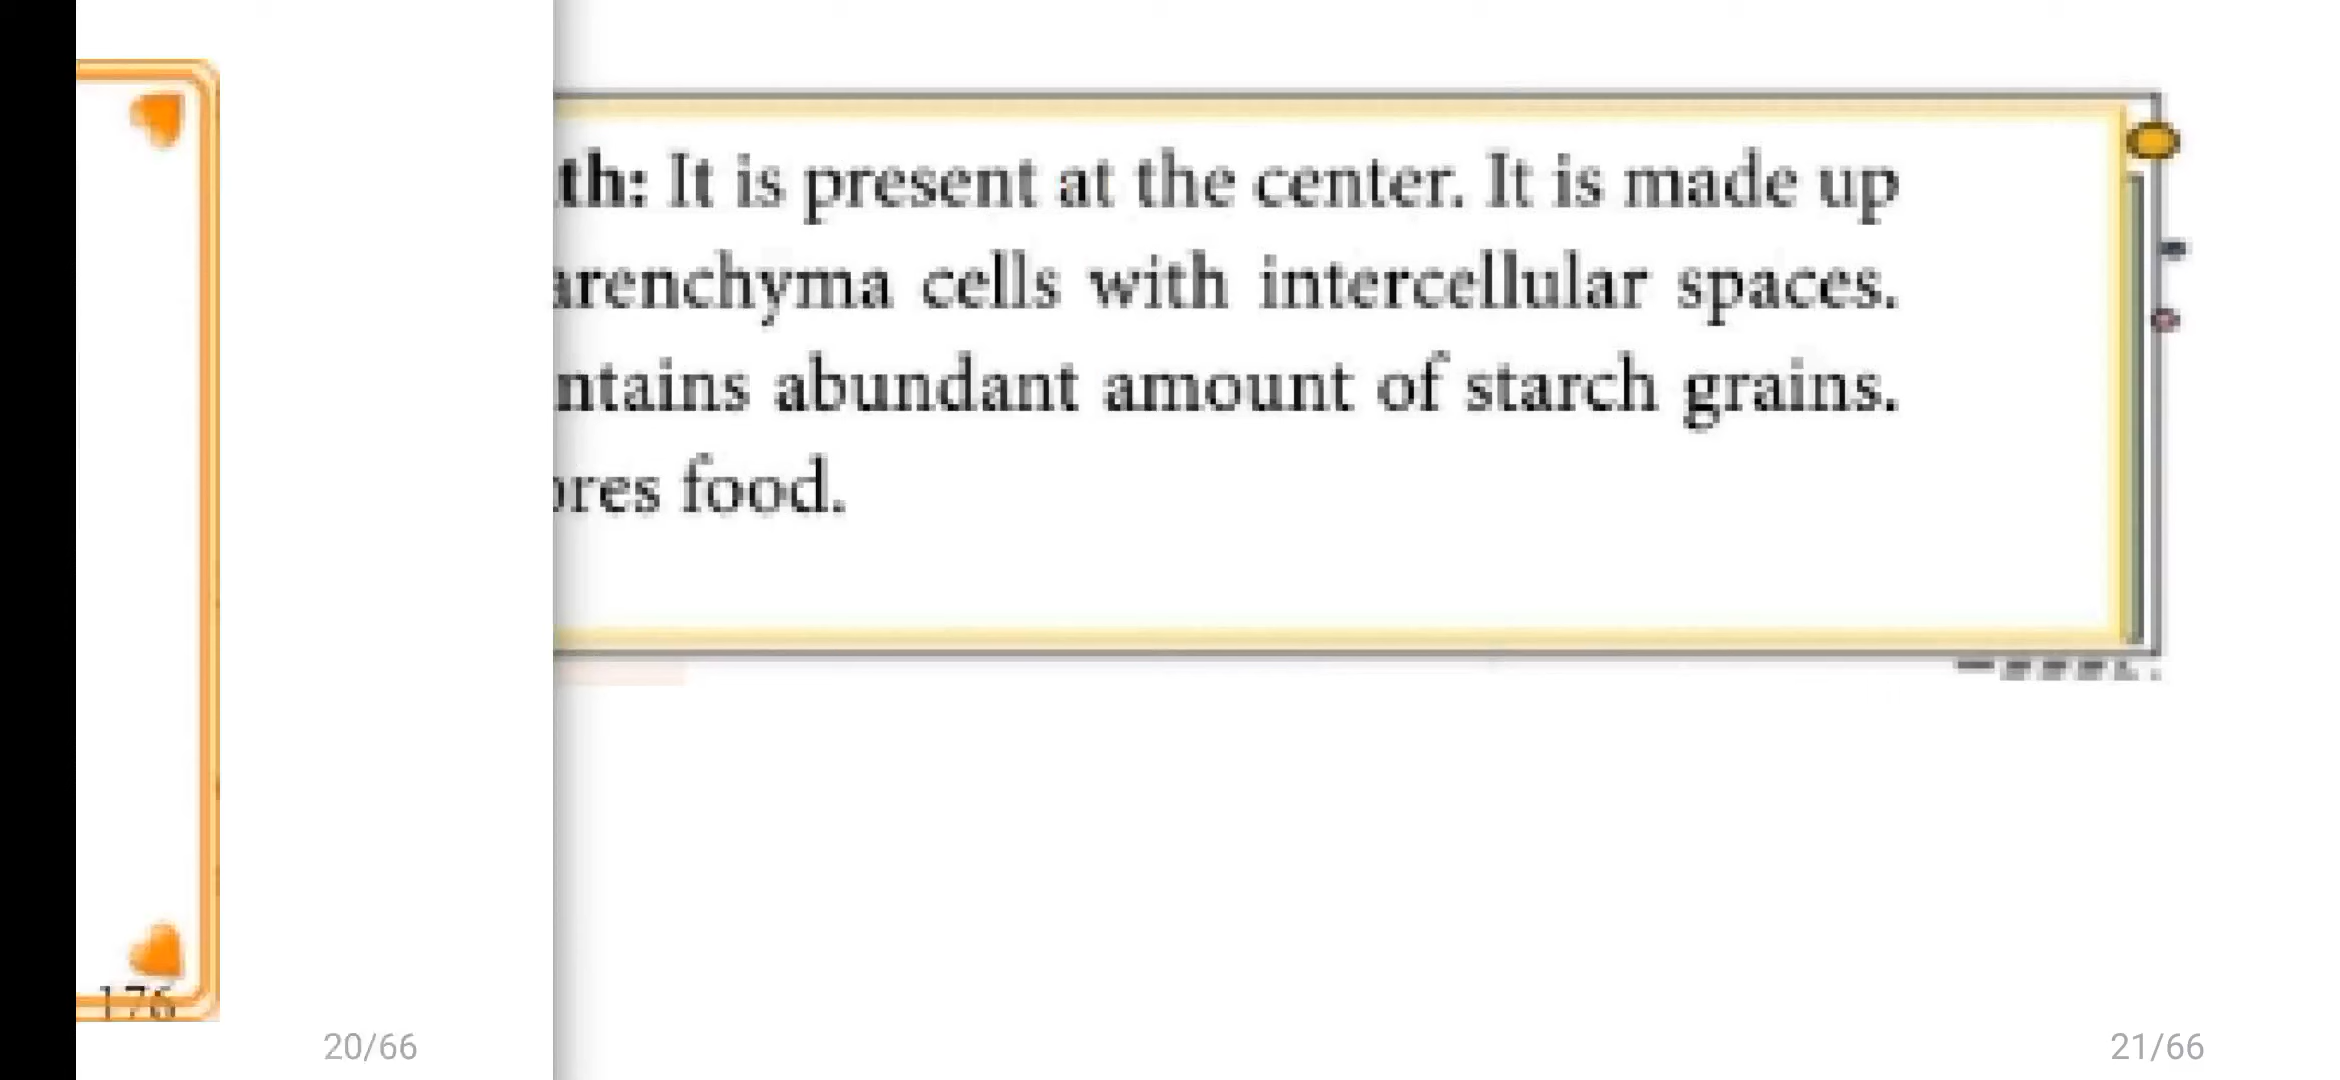 th: It is present at the center. It is made up
arenchyma cells with intercellular spaces.
ntains abundant amount of starch grains.
ores food.
176
20/66
21/66